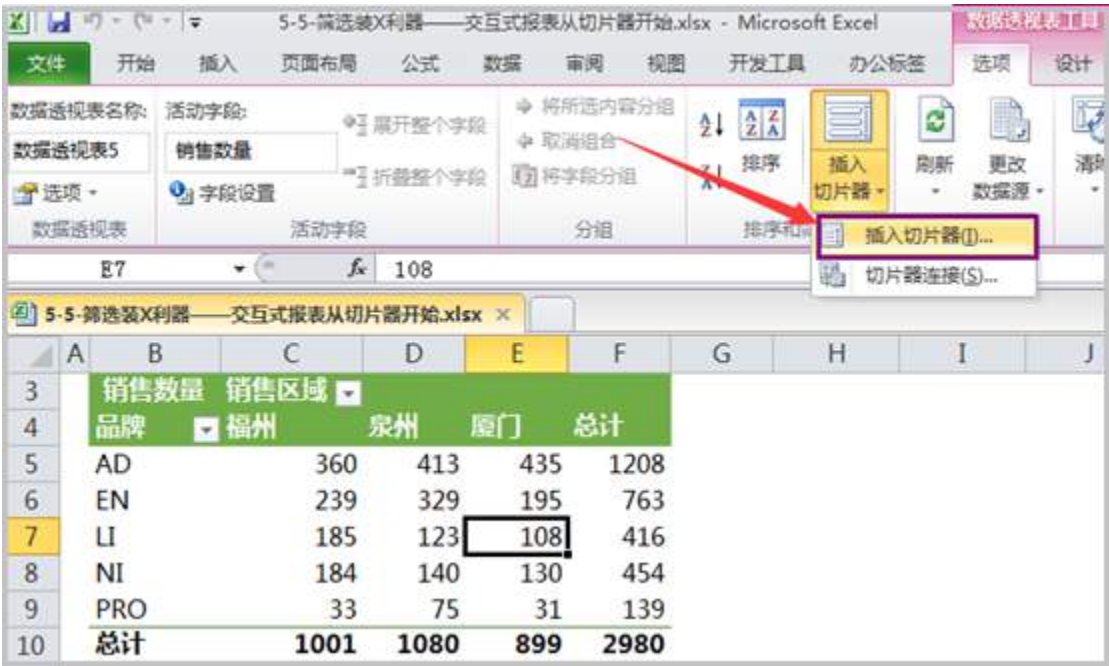 5-5-筛选装X利器——交互式报表从切片器开始.xlsx - Microsoft Excel 数据透视表工具
文件 开始 插入 页面布局 公式 数据 审阅 视图 开发工具 办公标签 选项 设计
数据透视表名称: 活动字段: 展开整个字段 将所选内容分组
数据透视表5 销售数量 取消组合 排序 插入 刷新 更改
选项 字段设置 折叠整个字段 将字段分组 切片器 数据源
数据透视表 活动字段 分组 插入切片器(I)...
E7 fx 108 切片器连接(S)...
5-5-筛选装X利器——交互式报表从切片器开始.xlsx
A B C D E F G H I J
3 销售数量 销售区域
4 品牌 福州 泉州 厦门 总计
5 AD 360 413 435 1208
6 EN 239 329 195 763
7 LI 185 123 108 416
8 NI 184 140 130 454
9 PRO 33 75 31 139
10 总计 1001 1080 899 2980